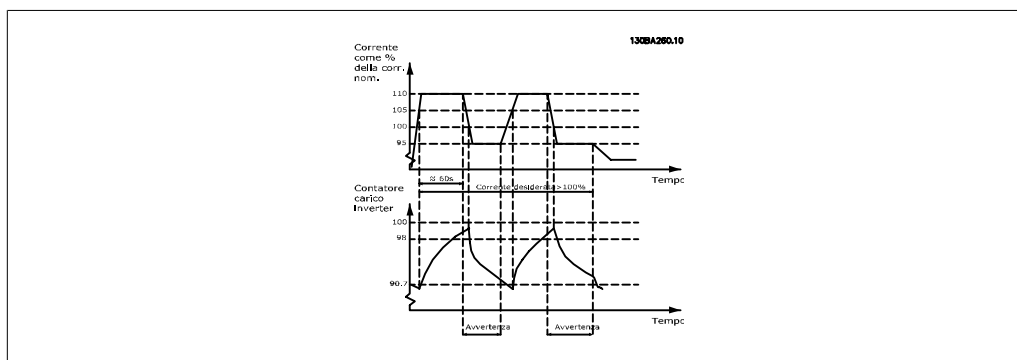 130BA260.10
Corrente
come %
della corr.
nom.
110
105
100
95
Tempo
≈ 60s
Corrente desiderata >100%
Contatore
carico
Inverter
100
98
90.7
Tempo
Avvertenza
Avvertenza